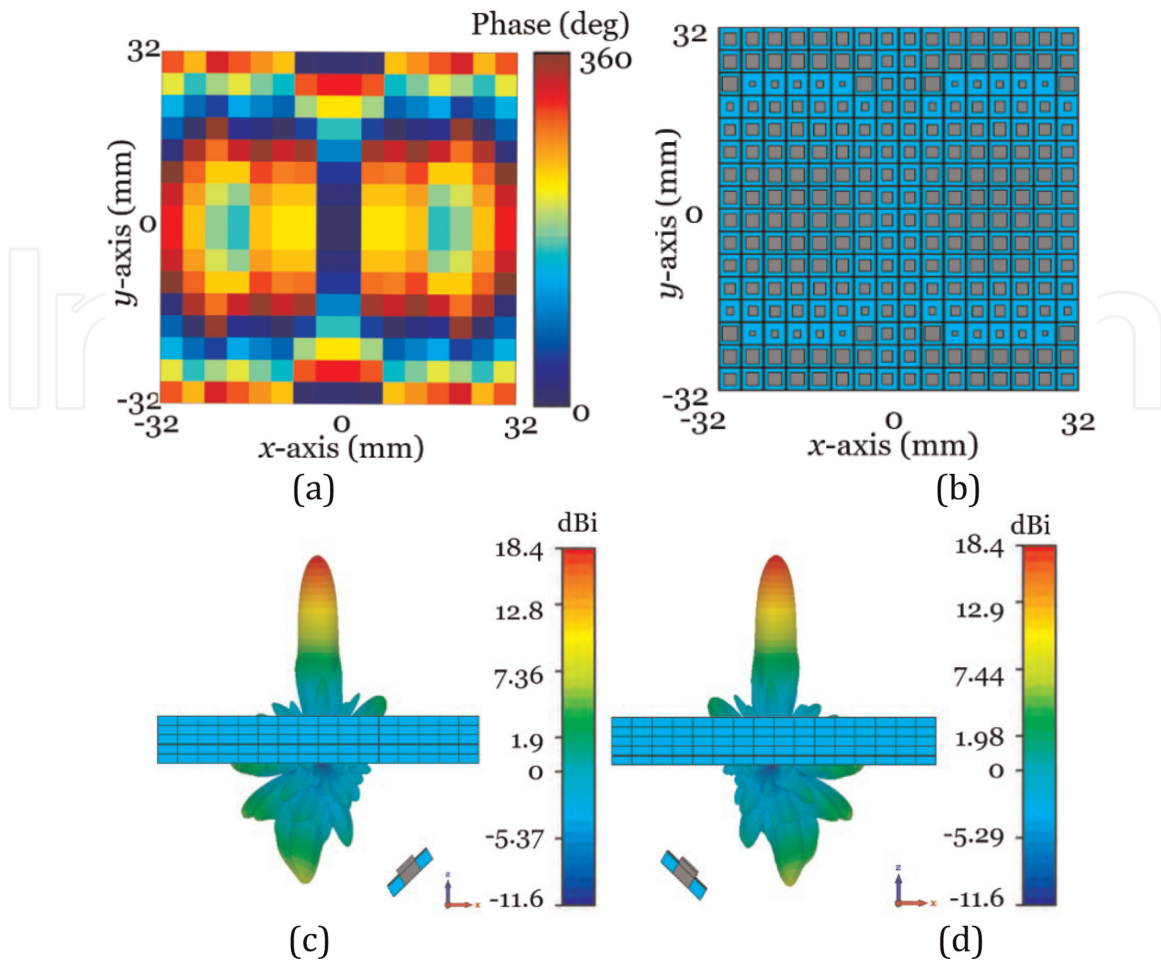 Phase (deg)
32
360
y-axis (mm)
0
-32
0
-32
0
32
x-axis (mm)
(a)
32
y-axis (mm)
0
-32
-32
0
32
x-axis (mm)
(b)
dBi
18.4
12.8
7.36
1.9
0
-5.37
-11.6
z
x
(c)
dBi
18.4
12.9
7.44
1.98
0
-5.29
-11.6
z
x
(d)